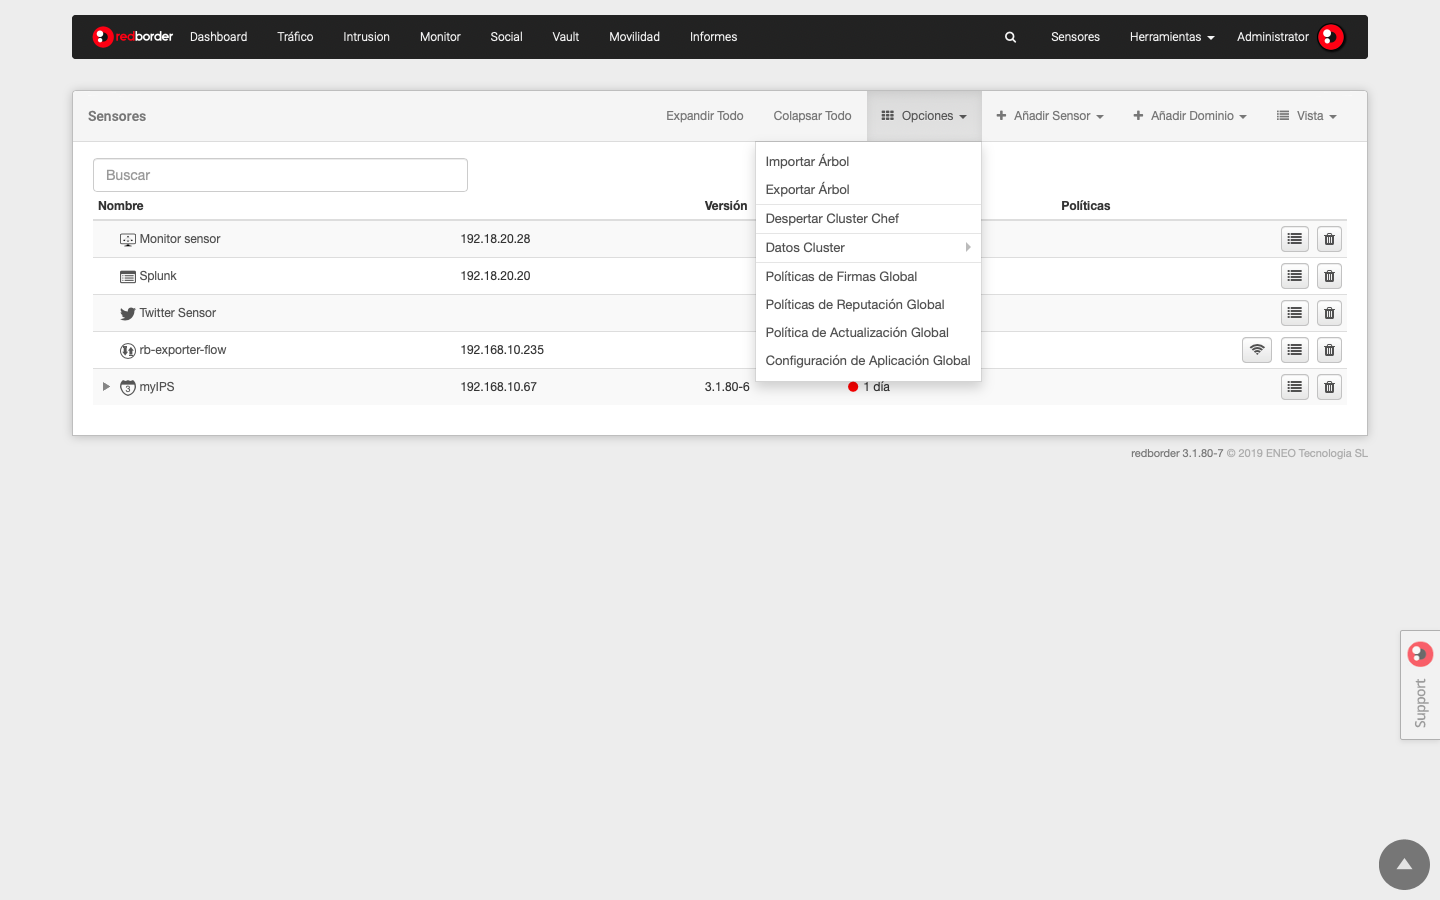 redborder Dashboard Tráfico Intrusion Monitor Social Vault Movilidad Informes Sensores Herramientas Administrator
Sensores Expandir Todo Colapsar Todo Opciones Añadir Sensor Añadir Dominio Vista
Importar Árbol
Exportar Árbol
Despertar Cluster Chef
Datos Cluster
Políticas de Firmas Global
Políticas de Reputación Global
Política de Actualización Global
Configuración de Aplicación Global
Buscar
Nombre Versión Políticas
Monitor sensor 192.18.20.28
Splunk 192.18.20.20
Twitter Sensor
rb-exporter-flow 192.168.10.235
3 myIPS 192.168.10.67 3.1.80-6 1 día
redborder 3.1.80-7 © 2019 ENEO Tecnologia SL
Support